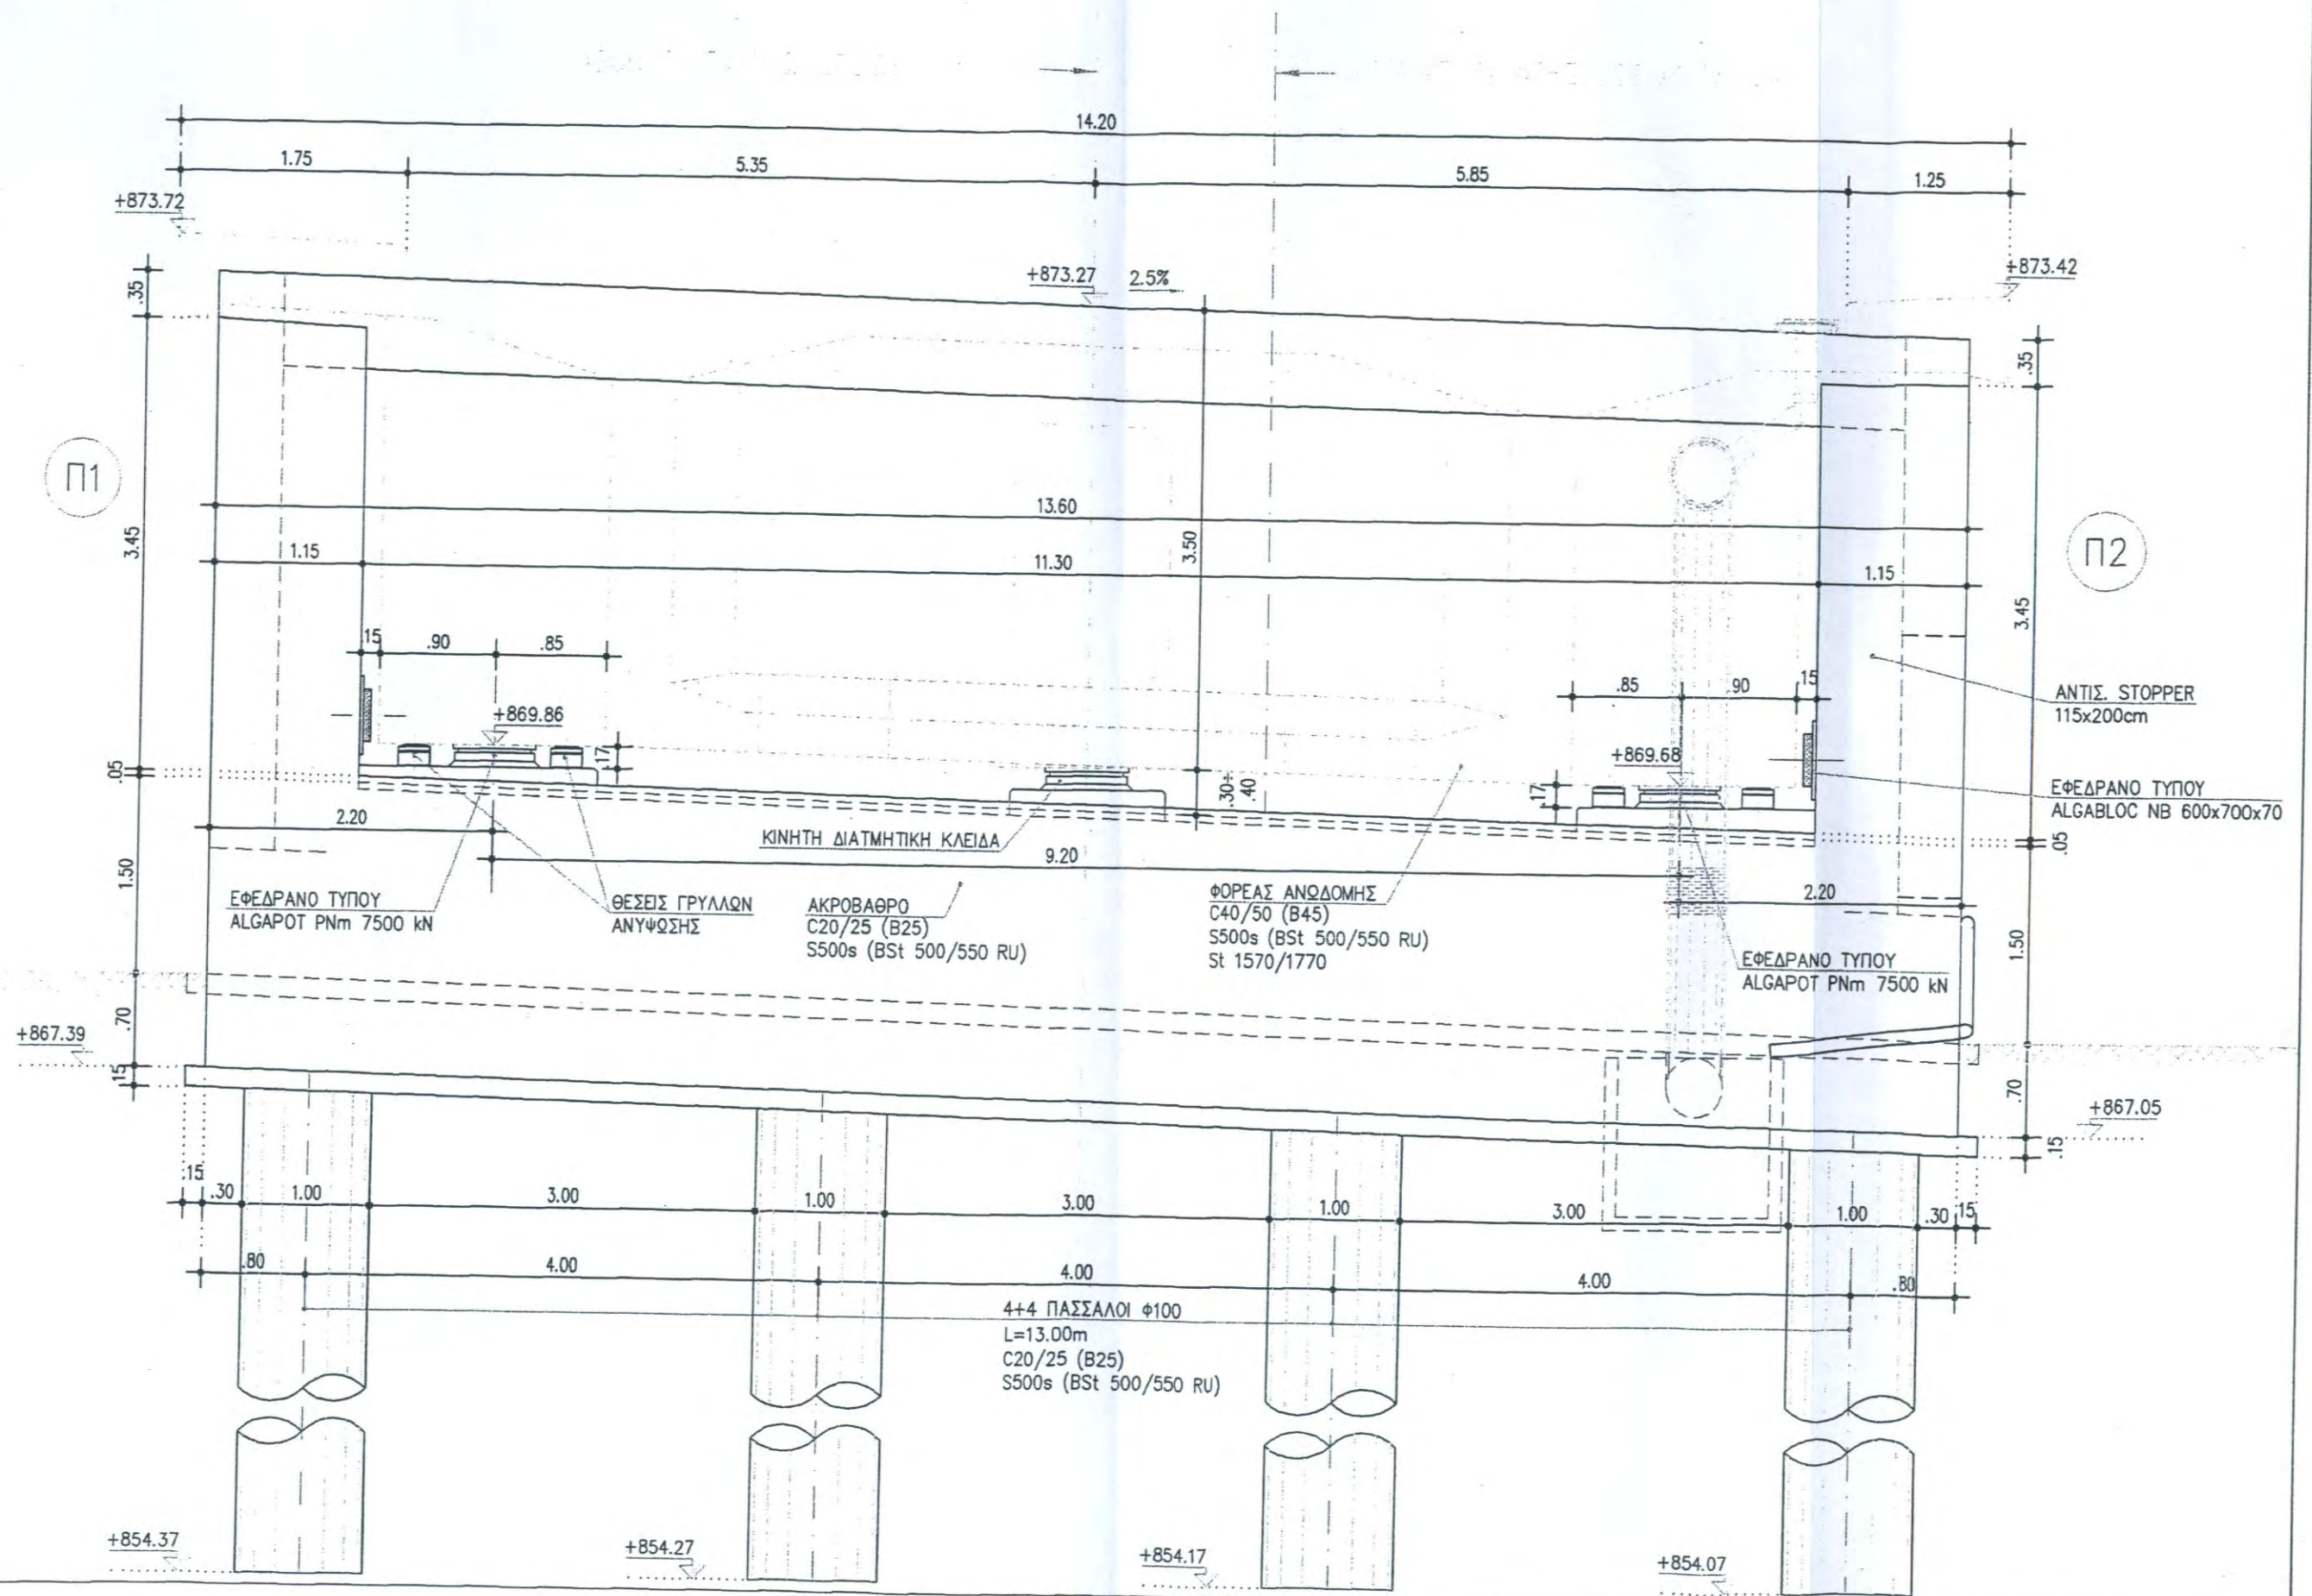 14.20
1.75
5.35
5.85
1.25
+873.72
+873.27
2.5%
+873.42
.35
.35
Π1
Π2
13.60
3.45
3.50
1.15
11.30
1.15
3.45
15
.90
.85
.85
.90
15
ΑΝΤΙΣ. STOPPER
115x200cm
+869.86
17
+869.68
17
.05
.30÷
.40
ΕΦΕΔΡΑΝΟ ΤΥΠΟΥ
ALGABLOC NB 600x700x70
.05
2.20
ΚΙΝΗΤΗ ΔΙΑΤΜΗΤΙΚΗ ΚΛΕΙΔΑ
9.20
2.20
1.50
1.50
ΕΦΕΔΡΑΝΟ ΤΥΠΟΥ
ALGAPOT PNm 7500 kN
ΘΕΣΕΙΣ ΓΡΥΛΛΩΝ
ΑΝΥΨΩΣΗΣ
ΑΚΡΟΒΑΘΡΟ
C20/25 (B25)
S500s (BSt 500/550 RU)
ΦΟΡΕΑΣ ΑΝΩΔΟΜΗΣ
C40/50 (B45)
S500s (BSt 500/550 RU)
St 1570/1770
ΕΦΕΔΡΑΝΟ ΤΥΠΟΥ
ALGAPOT PNm 7500 kN
.70
+867.39
15
.70
+867.05
.15
.15
.30
1.00
3.00
1.00
3.00
1.00
3.00
1.00
.30
15
.80
4.00
4.00
4.00
.80
4+4 ΠΑΣΣΑΛΟΙ Φ100
L=13.00m
C20/25 (B25)
S500s (BSt 500/550 RU)
+854.37
+854.27
+854.17
+854.07